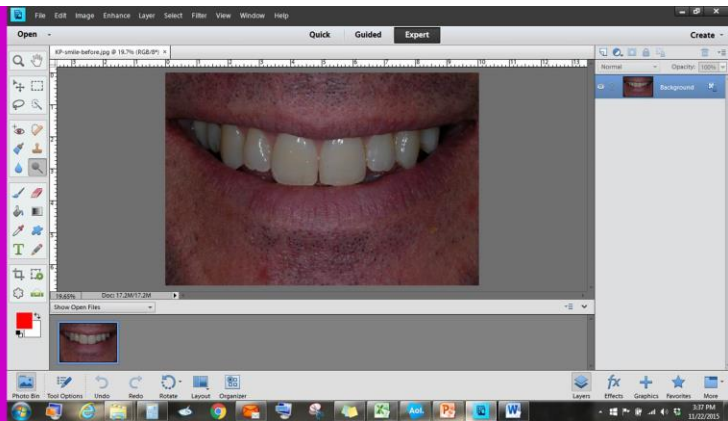 File Edit Image Enhance Layer Select Filter View Window Help
Open Quick Guided Expert Create
KP-smile-before.jpg @ 19.7% (RGB/8*) ×
Normal Opacity: 100%
Background
19.65% Doc: 17.2M/17.2M
Show Open Files
Photo Bin Tool Options Undo Redo Rotate Layout Organizer Layers Effects Graphics Favorites More
Aol.
3:37 PM
11/22/2015